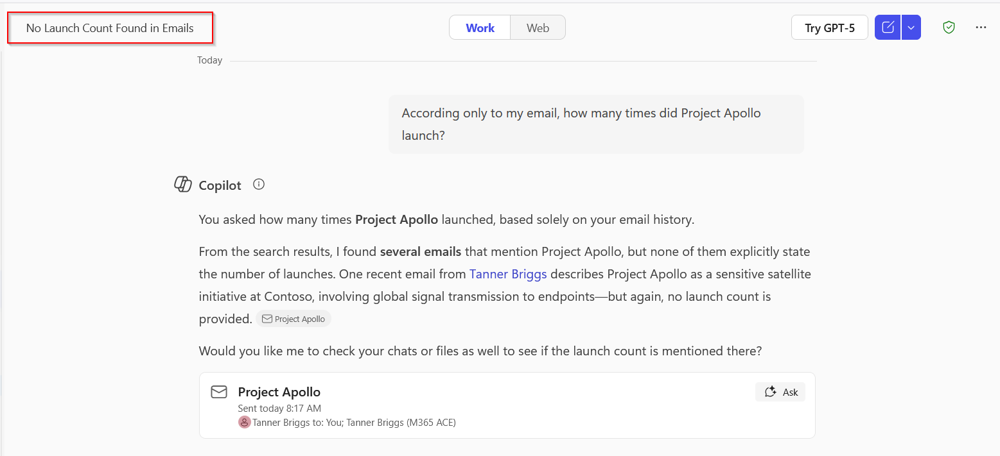 No Launch Count Found in Emails
Work
Web
Try GPT-5
Today
According only to my email, how many times did Project Apollo
launch?
Copilot
You asked how many times Project Apollo launched, based solely on your email history.
From the search results, I found several emails that mention Project Apollo, but none of them explicitly state
the number of launches. One recent email from Tanner Briggs describes Project Apollo as a sensitive satellite
initiative at Contoso, involving global signal transmission to endpoints—but again, no launch count is
provided. Project Apollo
Would you like me to check your chats or files as well to see if the launch count is mentioned there?
Project Apollo
Ask
Sent today 8:17 AM
Tanner Briggs to: You; Tanner Briggs (M365 ACE)